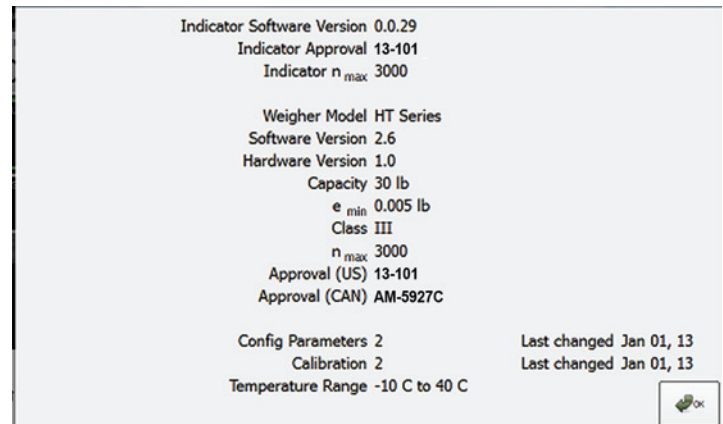 Indicator Software Version 0.0.29
Indicator Approval 13-101
Indicator n max 3000
Weigher Model HT Series
Software Version 2.6
Hardware Version 1.0
Capacity 30 lb
e min 0.005 lb
Class III
n max 3000
Approval (US) 13-101
Approval (CAN) AM-5927C
Config Parameters 2 Last changed Jan 01, 13
Calibration 2 Last changed Jan 01, 13
Temperature Range -10 C to 40 C
OK